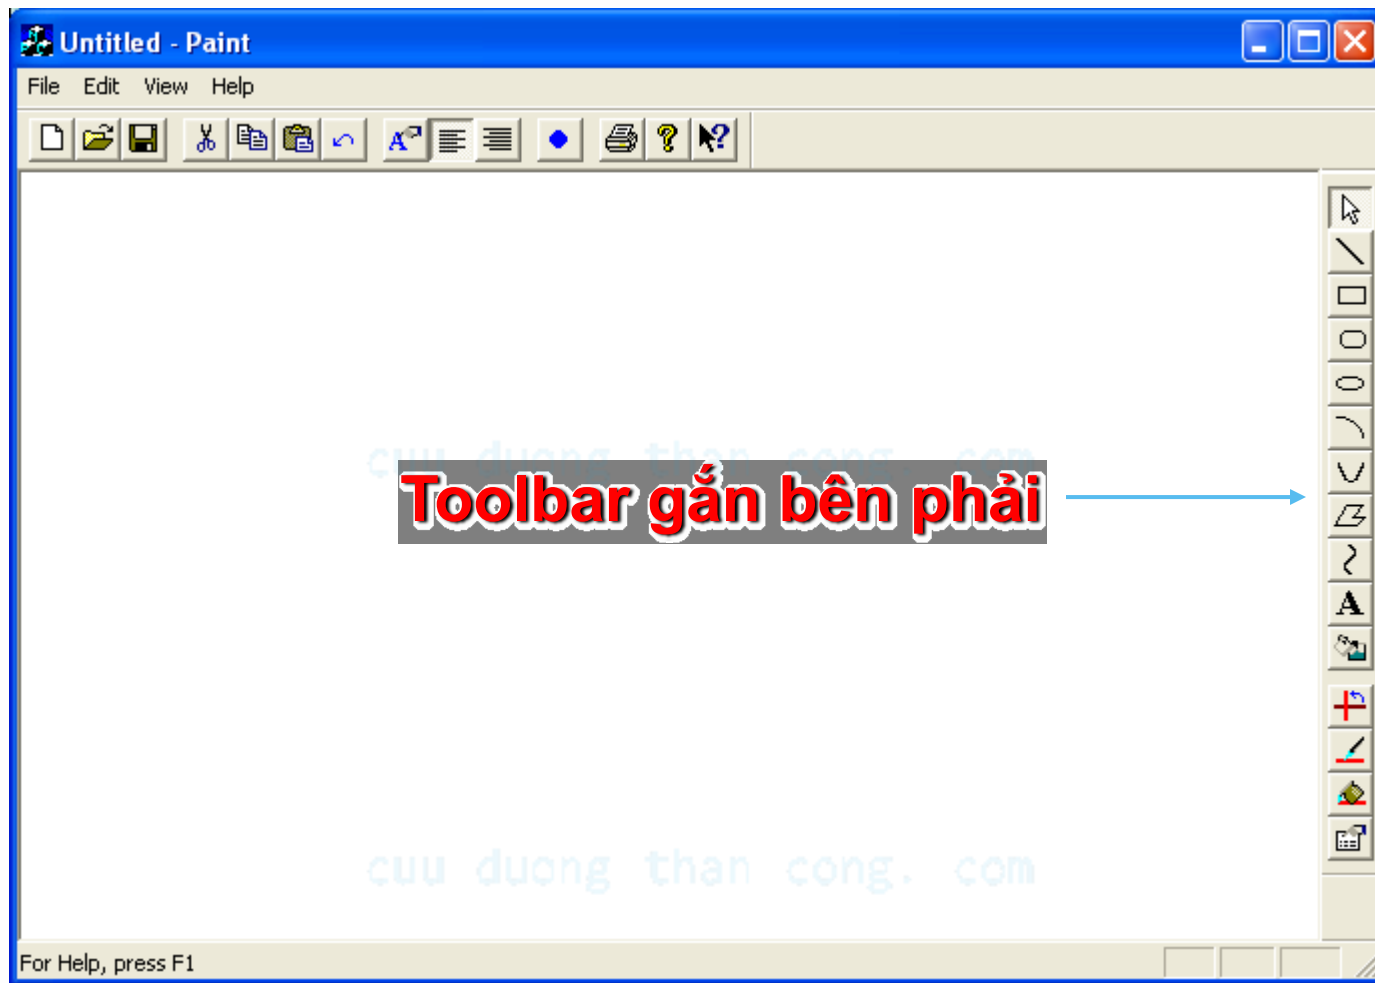 Untitled - Paint
File Edit View Help
cuu duong than cong. com
Toolbar gắn bên phải
cuu duong than cong. com
For Help, press F1